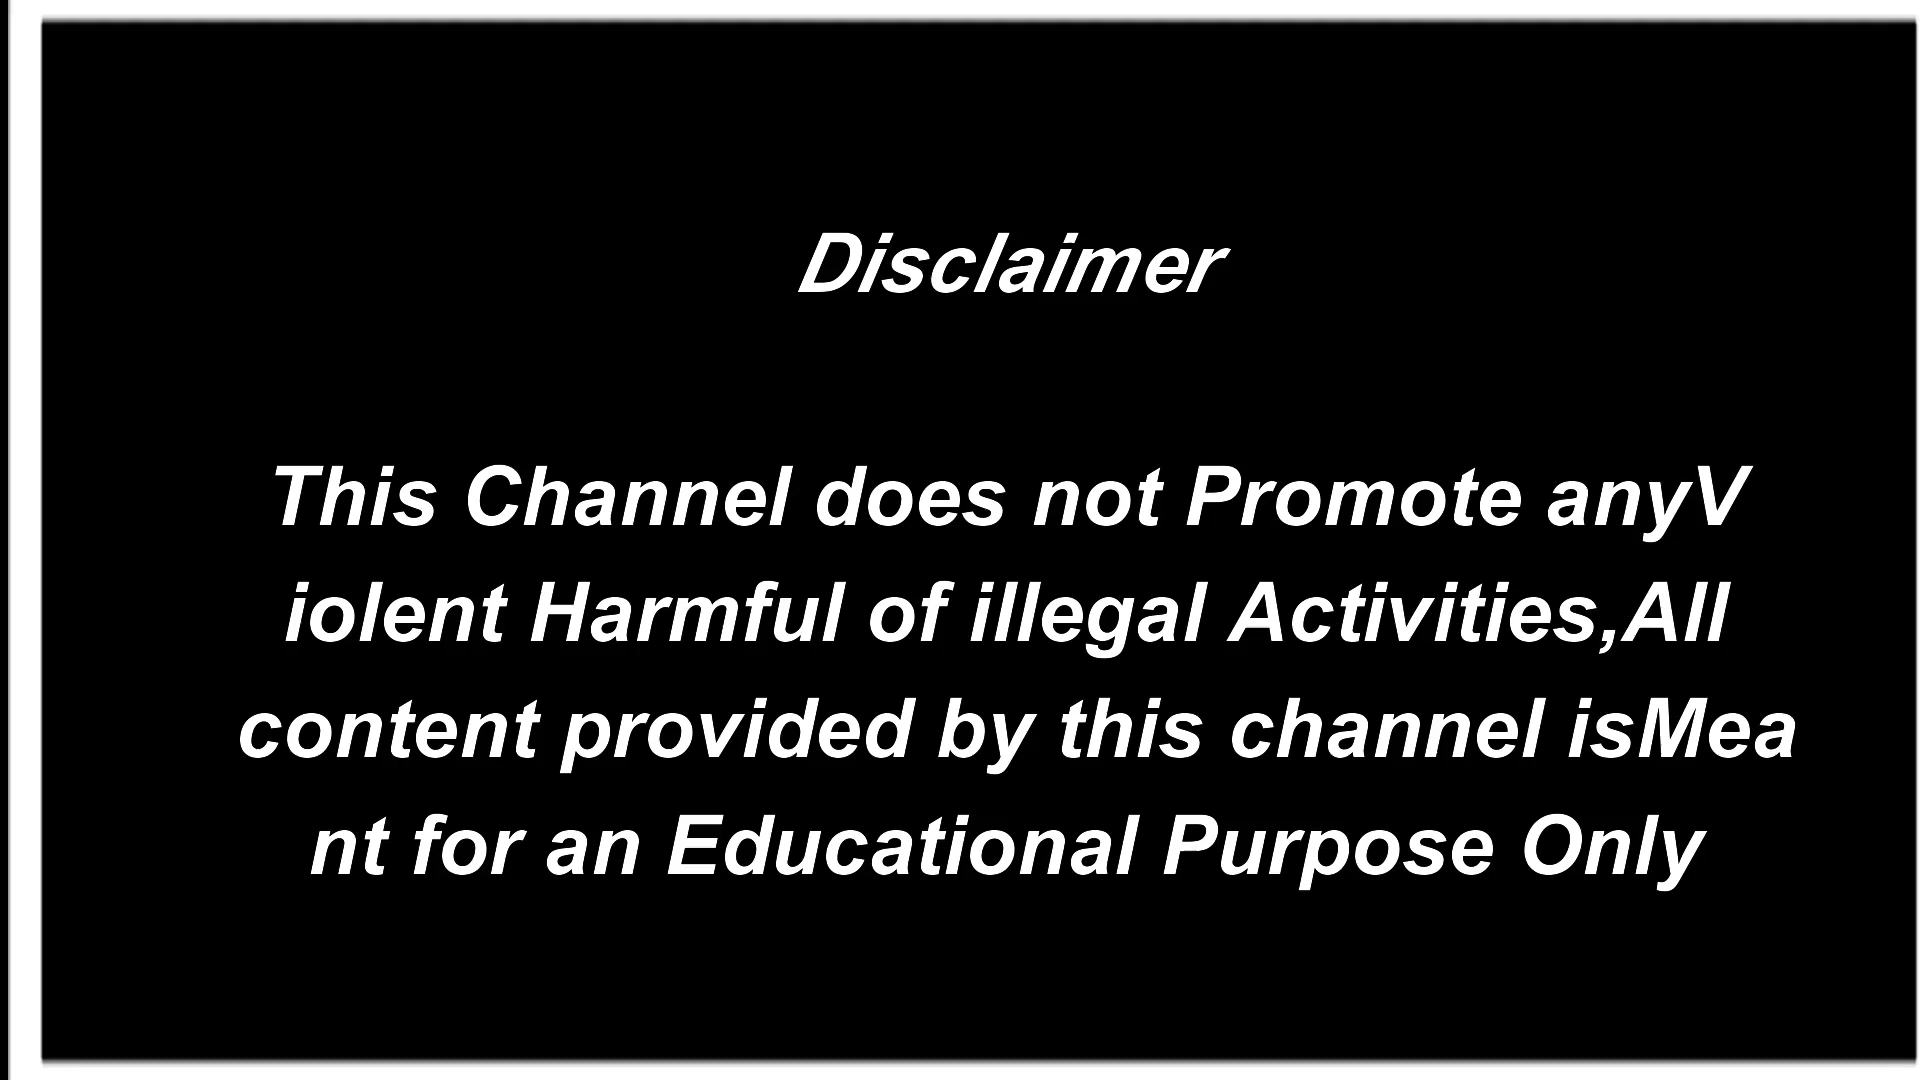 Disclaimer
This Channel does not Promote anyV
iolent Harmful of illegal Activities,All
content provided by this channel isMea
nt for an Educational Purpose Only